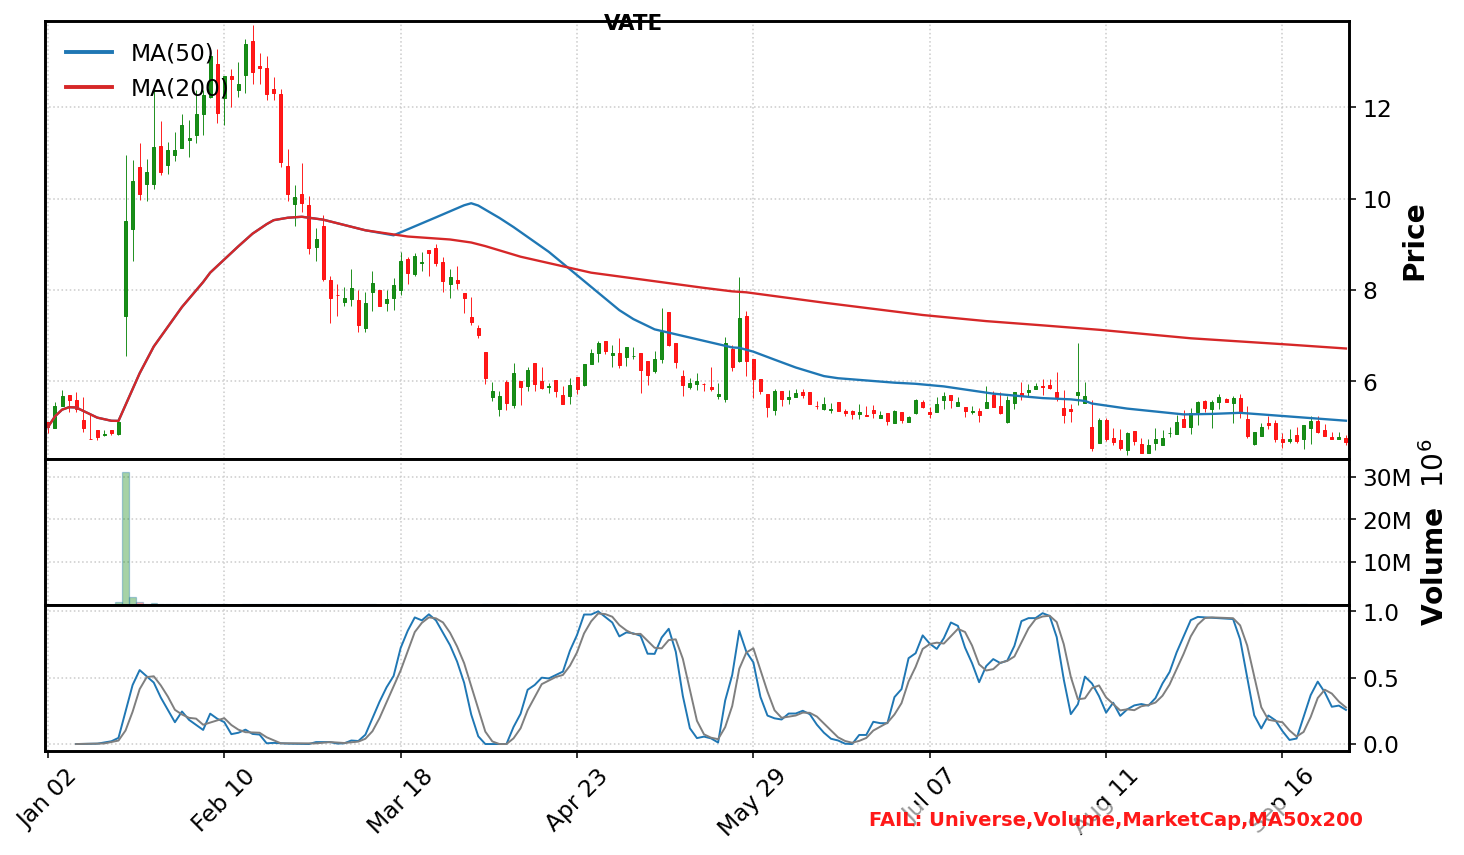 VATE
MA(50)
MA(200)
12
10
8
6
Price
30M
20M
10M
Volume 10^6
1.0
0.5
0.0
Jan 02
Feb 10
Mar 18
Apr 23
May 29
Jul 07
Aug 11
Sep 16
FAIL: Universe,Volume,MarketCap,MA50x200